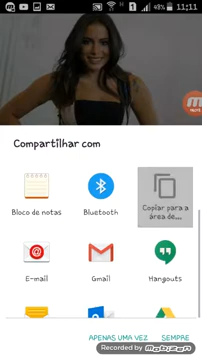 48% 11:11
Compartilhar com
Bloco de notas
Bluetooth
Copiar para a
área de...
E-mail
Gmail
Hangouts
APENAS UMA VEZ
SEMPRE
Recorded by mobizen